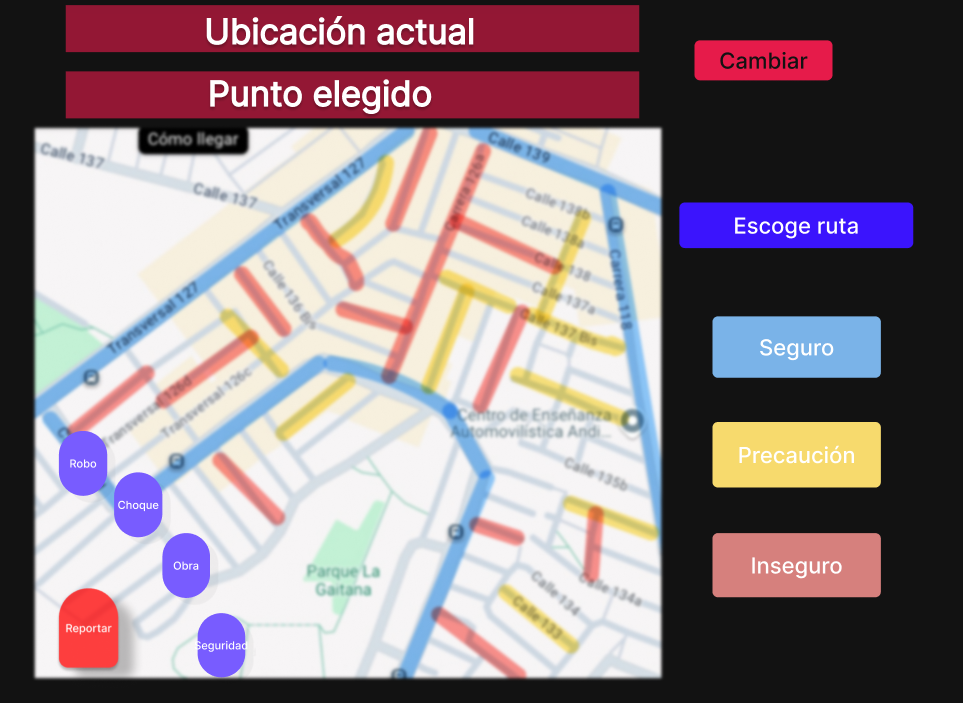 Ubicación actual
Cambiar
Punto elegido
Cómo llegar
Calle 137
Calle 137
Transversal 127
Calle 139
Carrera 126a
Calle 138b
Calle 138a
Calle 138
Calle 137a
Calle 137 Bis
Carrera 118
Escoge ruta
Calle 136 Bis
Transversal 127
Seguro
Transversal 126d
Transversal 126c
Centro de Enseñanza
Automovilística Andi...
Precaución
Calle 135b
Robo
Choque
Obra
Parque La
Gaitana
Calle 134
Calle 134a
Calle 133
Inseguro
Reportar
Seguridad